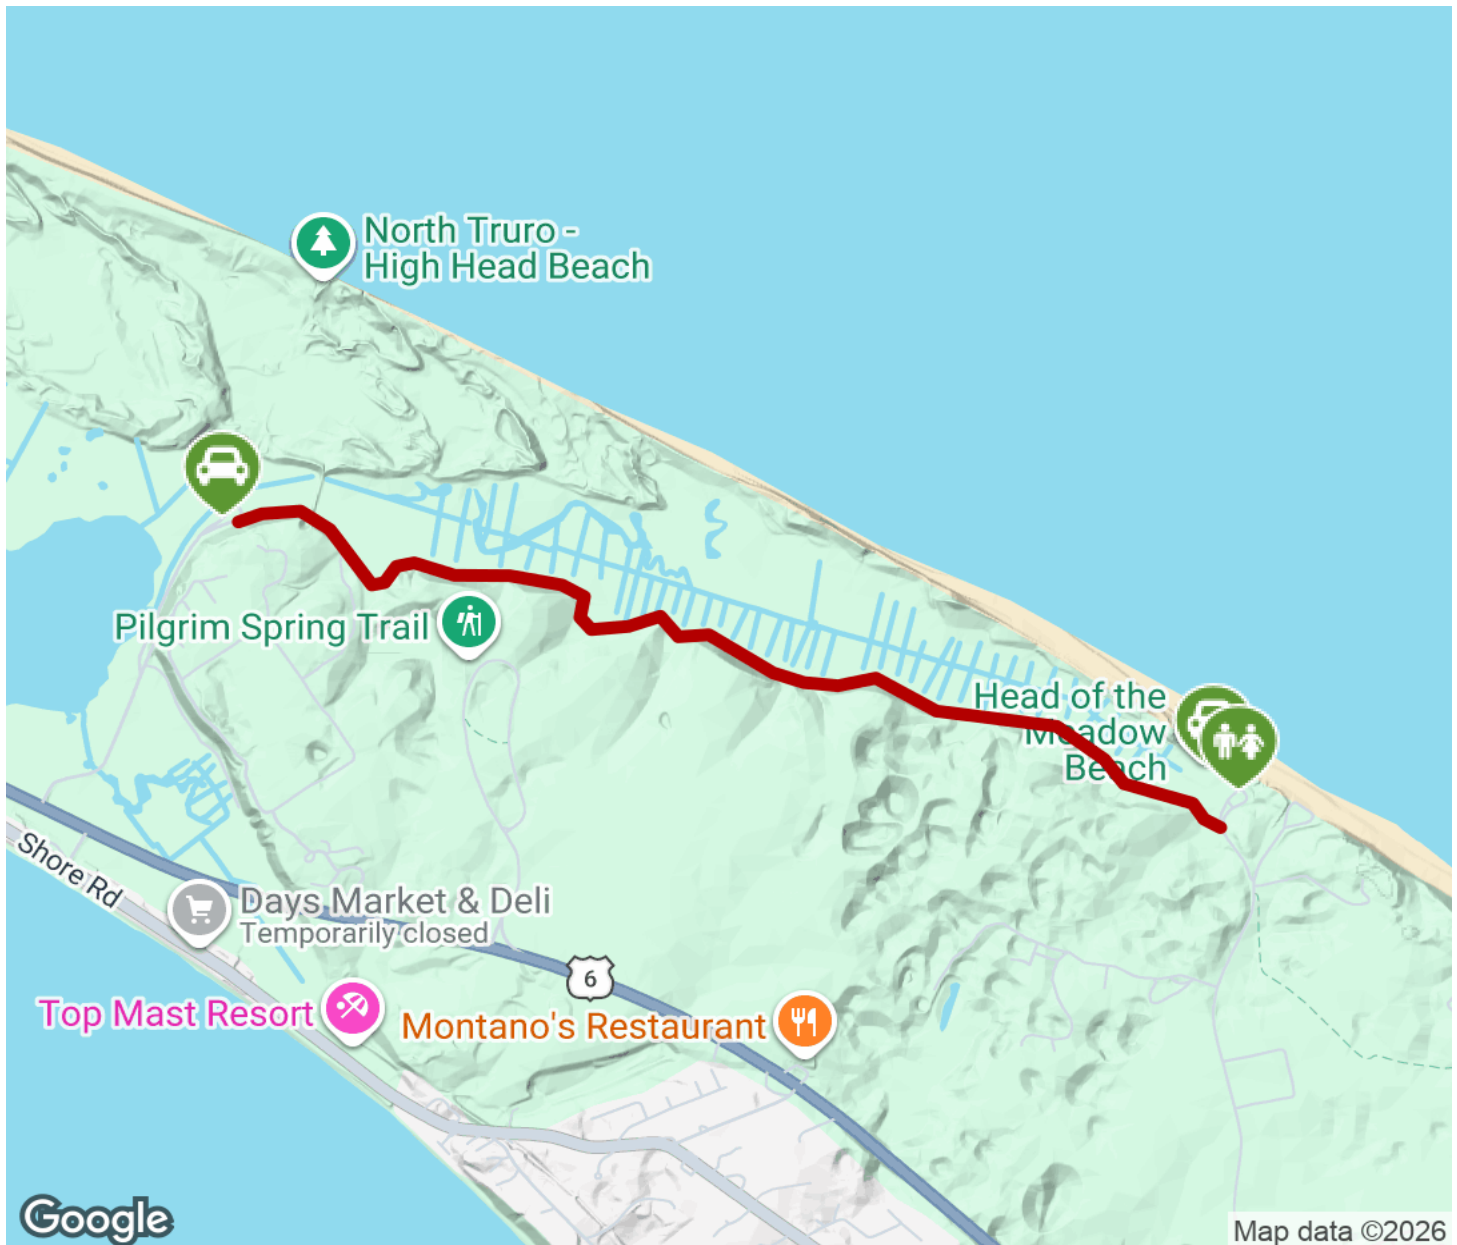 North Truro -
High Head Beach
Pilgrim Spring Trail
Head of the
Meadow
Beach
Shore Rd
Days Market & Deli
Temporarily closed
6
Top Mast Resort
Montano's Restaurant
Google
Map data ©2026